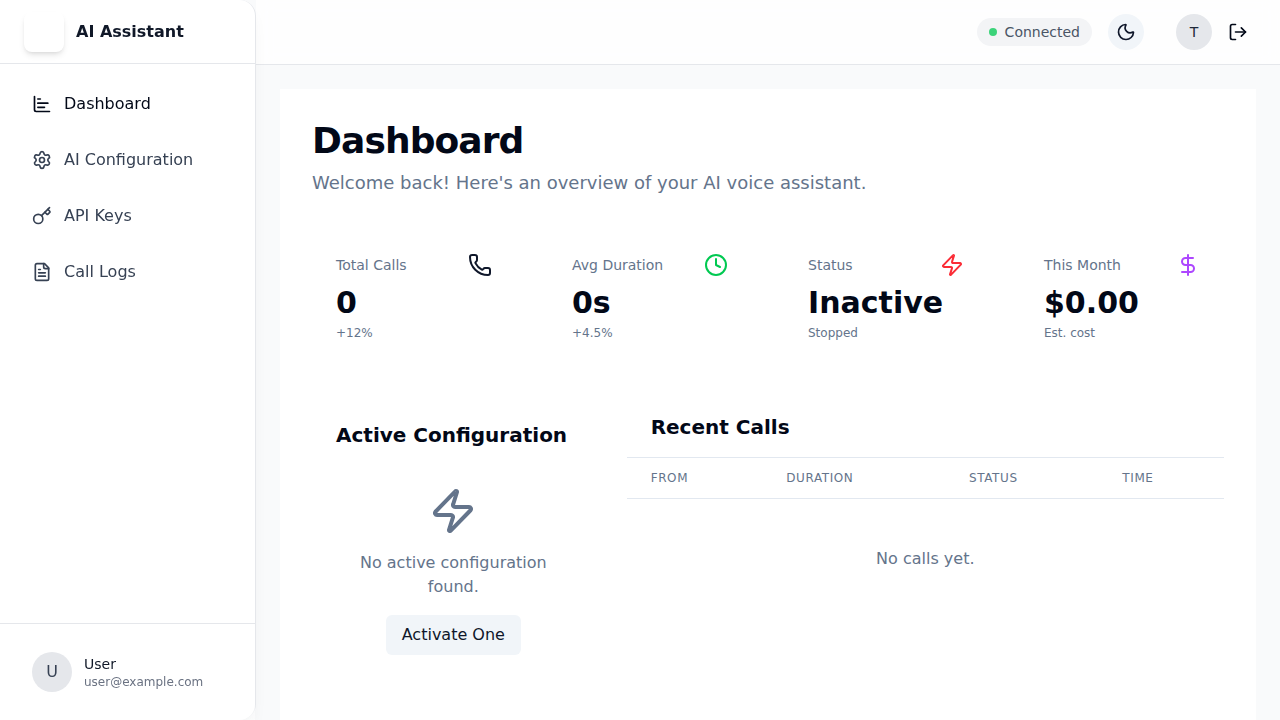 AI Assistant
Connected
T
Dashboard
AI Configuration
API Keys
Call Logs
Dashboard
Welcome back! Here's an overview of your AI voice assistant.
Total Calls
0
+12%
Avg Duration
0s
+4.5%
Status
Inactive
Stopped
This Month
$0.00
Est. cost
Active Configuration
No active configuration
found.
Activate One
Recent Calls
FROM DURATION STATUS TIME
No calls yet.
U
User
user@example.com